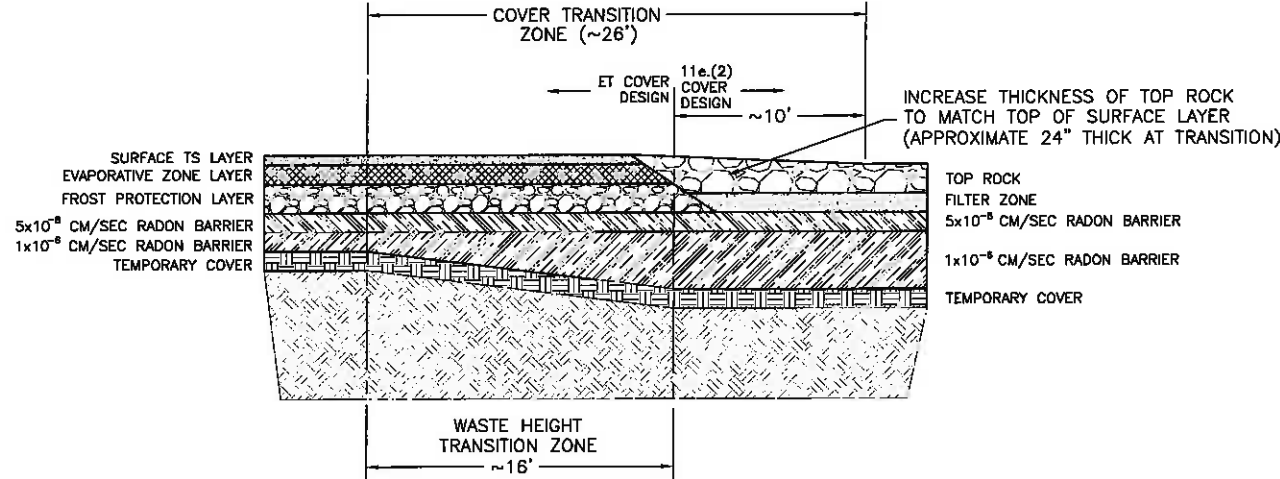 COVER TRANSITION
ZONE (~26')
ET COVER
DESIGN
11e.(2)
COVER
DESIGN
~10'
INCREASE THICKNESS OF TOP ROCK
TO MATCH TOP OF SURFACE LAYER
(APPROXIMATE 24" THICK AT TRANSITION)
SURFACE TS LAYER
EVAPORATIVE ZONE LAYER
FROST PROTECTION LAYER
5x10⁻⁸ CM/SEC RADON BARRIER
1x10⁻⁶ CM/SEC RADON BARRIER
TEMPORARY COVER
TOP ROCK
FILTER ZONE
5x10⁻⁸ CM/SEC RADON BARRIER
1x10⁻⁶ CM/SEC RADON BARRIER
TEMPORARY COVER
WASTE HEIGHT
TRANSITION ZONE
~16'